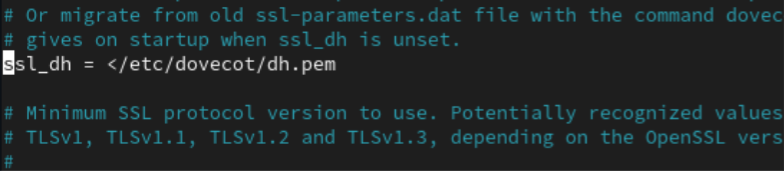 # Or migrate from old ssl-parameters.dat file with the command dovec
# gives on startup when ssl_dh is unset.
ssl_dh = </etc/dovecot/dh.pem
# Minimum SSL protocol version to use. Potentially recognized values
# TLSv1, TLSv1.1, TLSv1.2 and TLSv1.3, depending on the OpenSSL vers
#